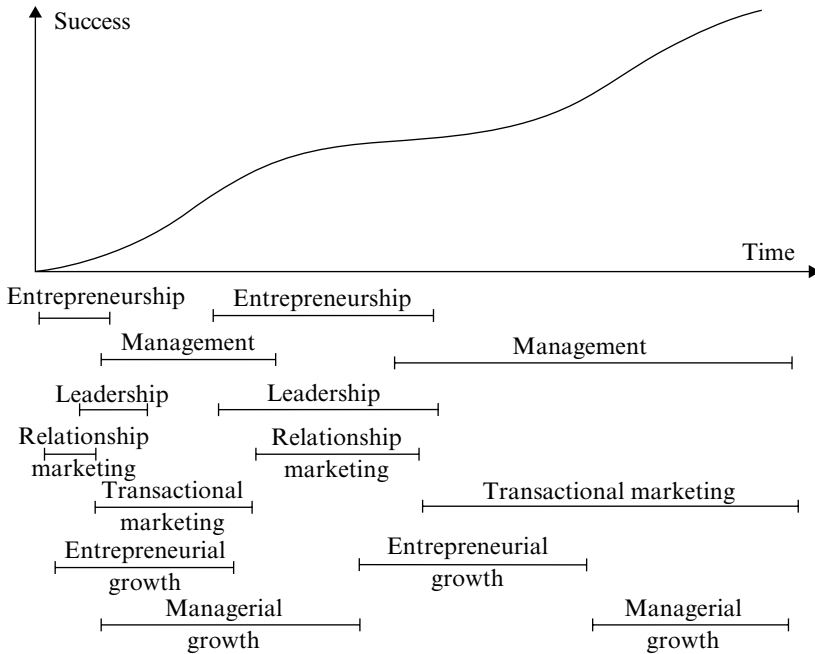 Success
Time
Entrepreneurship
Entrepreneurship
Management
Management
Leadership
Leadership
Relationship
marketing
Relationship
marketing
Transactional
marketing
Transactional marketing
Entrepreneurial
growth
Entrepreneurial
growth
Managerial
growth
Managerial
growth